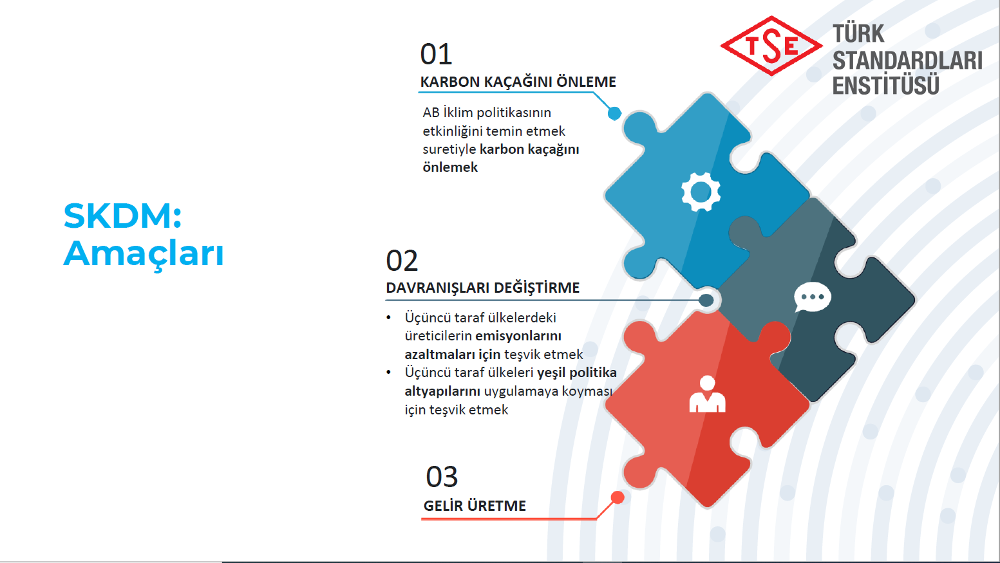 TSE
TÜRK
STANDARDLARI
ENSTİTÜSÜ
SKDM:
Amaçları
01
KARBON KAÇAĞINI ÖNLEME
AB İklim politikasının
etkinliğini temin etmek
suretiyle karbon kaçağını
önlemek
02
DAVRANIŞLARI DEĞİŞTİRME
• Üçüncü taraf ülkelerdeki
üreticilerin emisyonlarını
azaltmaları için teşvik etmek
• Üçüncü taraf ülkeleri yeşil politika
altyapılarını uygulamaya koyması
için teşvik etmek
03
GELİR ÜRETME